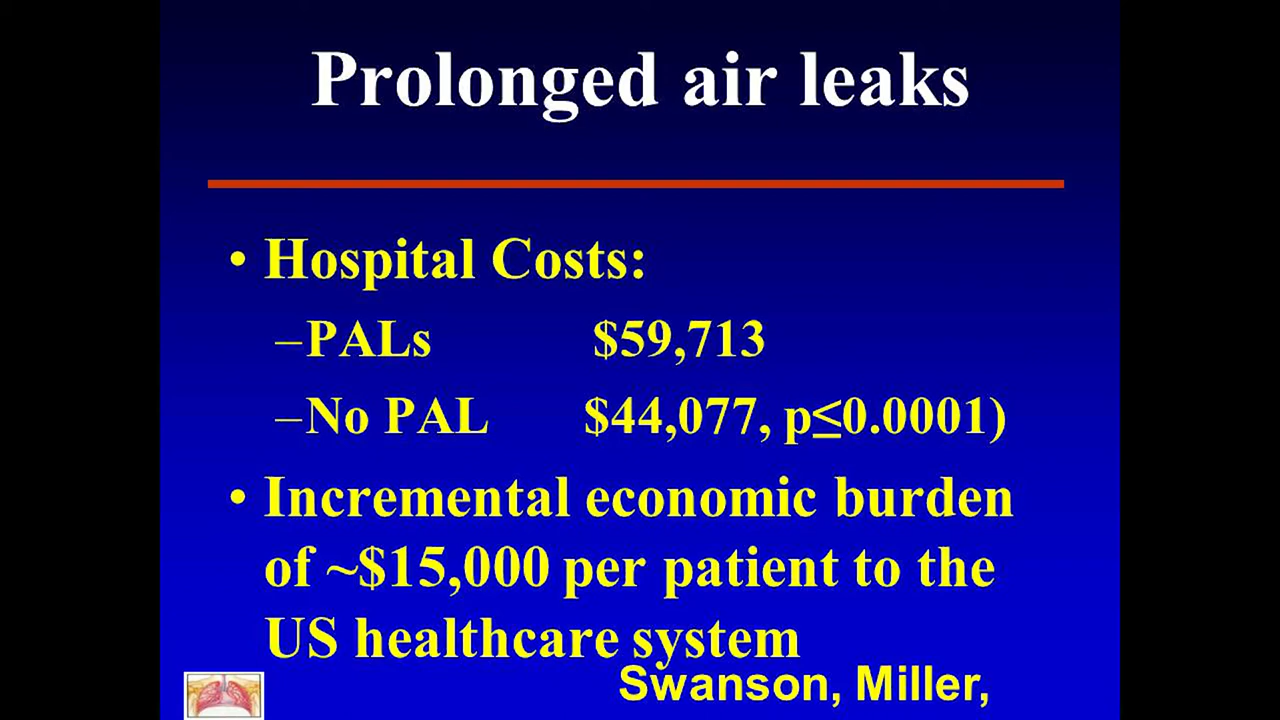 Prolonged air leaks
• Hospital Costs:
–PALs $59,713
–No PAL $44,077, p≤0.0001)
• Incremental economic burden
of ~$15,000 per patient to the
US healthcare system
Swanson, Miller,